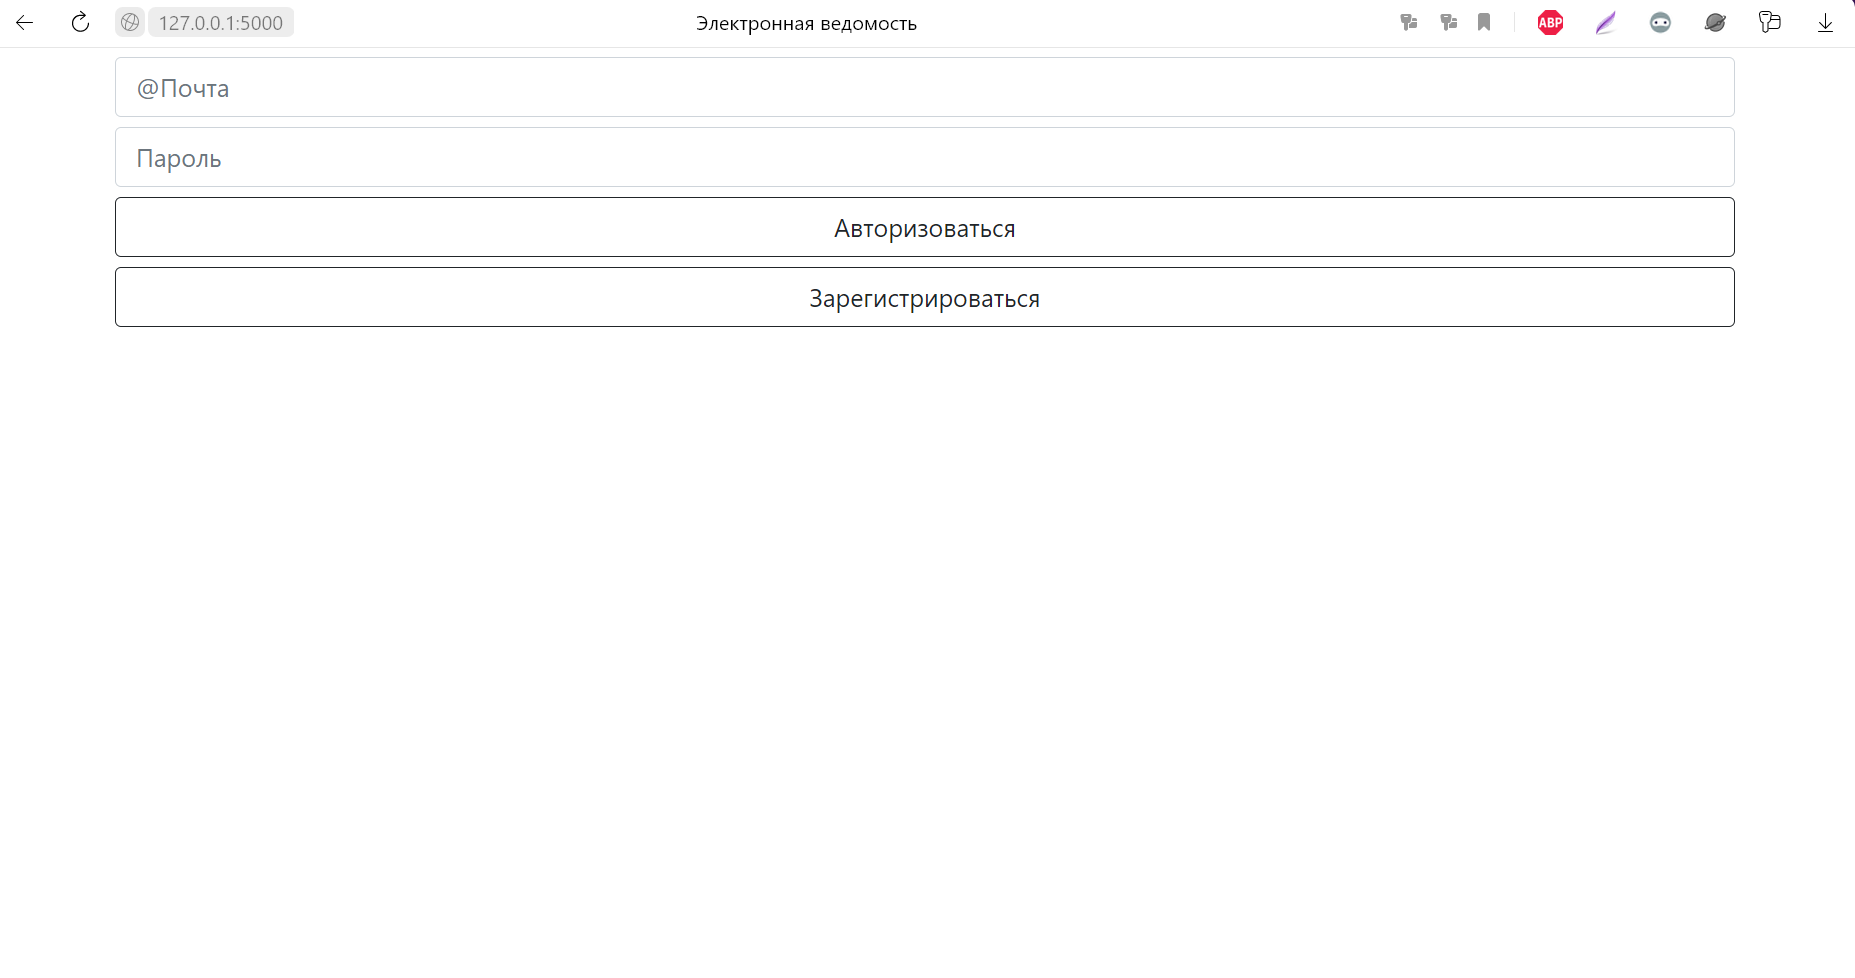 127.0.0.1:5000
Электронная ведомость
ABP
@Почта
Пароль
Авторизоваться
Зарегистрироваться